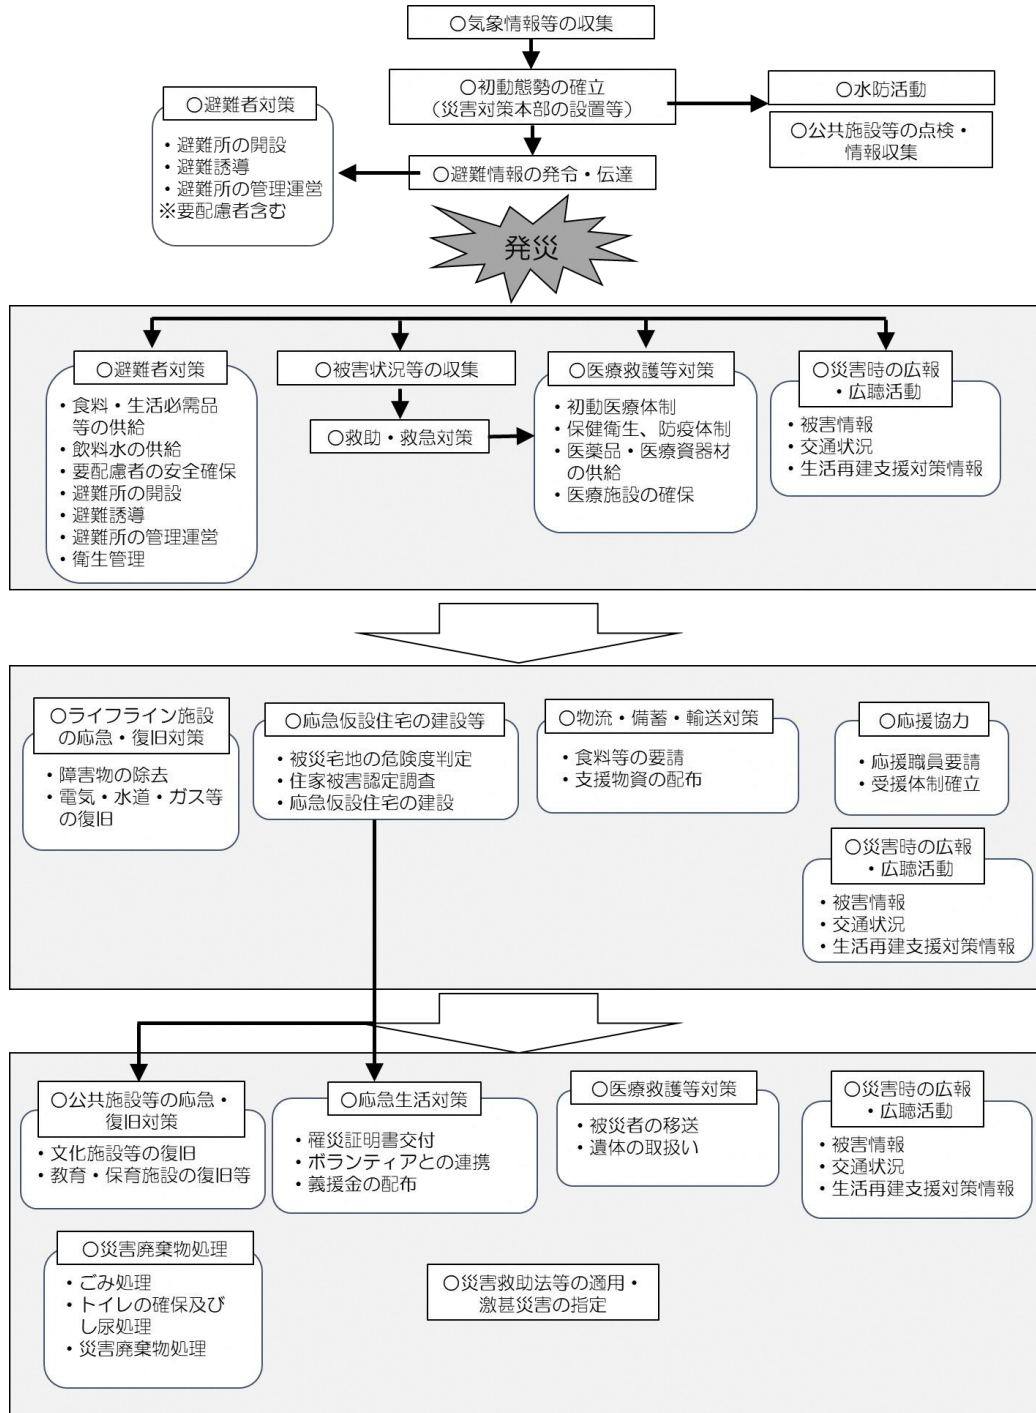 ○気象情報等の収集
○初動態勢の確立
（災害対策本部の設置等）
○水防活動
○公共施設等の点検・
情報収集
○避難情報の発令・伝達
○避難者対策
・避難所の開設
・避難誘導
・避難所の管理運営
※要配慮者含む
発災
○避難者対策
・食料・生活必需品
等の供給
・飲料水の供給
・要配慮者の安全確保
・避難所の開設
・避難誘導
・避難所の管理運営
・衛生管理
○被害状況等の収集
○救助・救急対策
○医療救護等対策
・初動医療体制
・保健衛生、防疫体制
・医薬品・医療資器材
の供給
・医療施設の確保
○災害時の広報
・広聴活動
・被害情報
・交通状況
・生活再建支援対策情報
○ライフライン施設
の応急・復旧対策
・障害物の除去
・電気・水道・ガス等
の復旧
○応急仮設住宅の建設等
・被災宅地の危険度判定
・住家被害認定調査
・応急仮設住宅の建設
○物流・備蓄・輸送対策
・食料等の要請
・支援物資の配布
○応援協力
・応援職員要請
・受援体制確立
○災害時の広報
・広聴活動
・被害情報
・交通状況
・生活再建支援対策情報
○公共施設等の応急・
復旧対策
・文化施設等の復旧
・教育・保育施設の復旧等
○応急生活対策
・罹災証明書交付
・ボランティアとの連携
・義援金の配布
○医療救護等対策
・被災者の移送
・遺体の取扱い
○災害時の広報
・広聴活動
・被害情報
・交通状況
・生活再建支援対策情報
○災害廃棄物処理
・ごみ処理
・トイレの確保及び
し尿処理
・災害廃棄物処理
○災害救助法等の適用・
激甚災害の指定